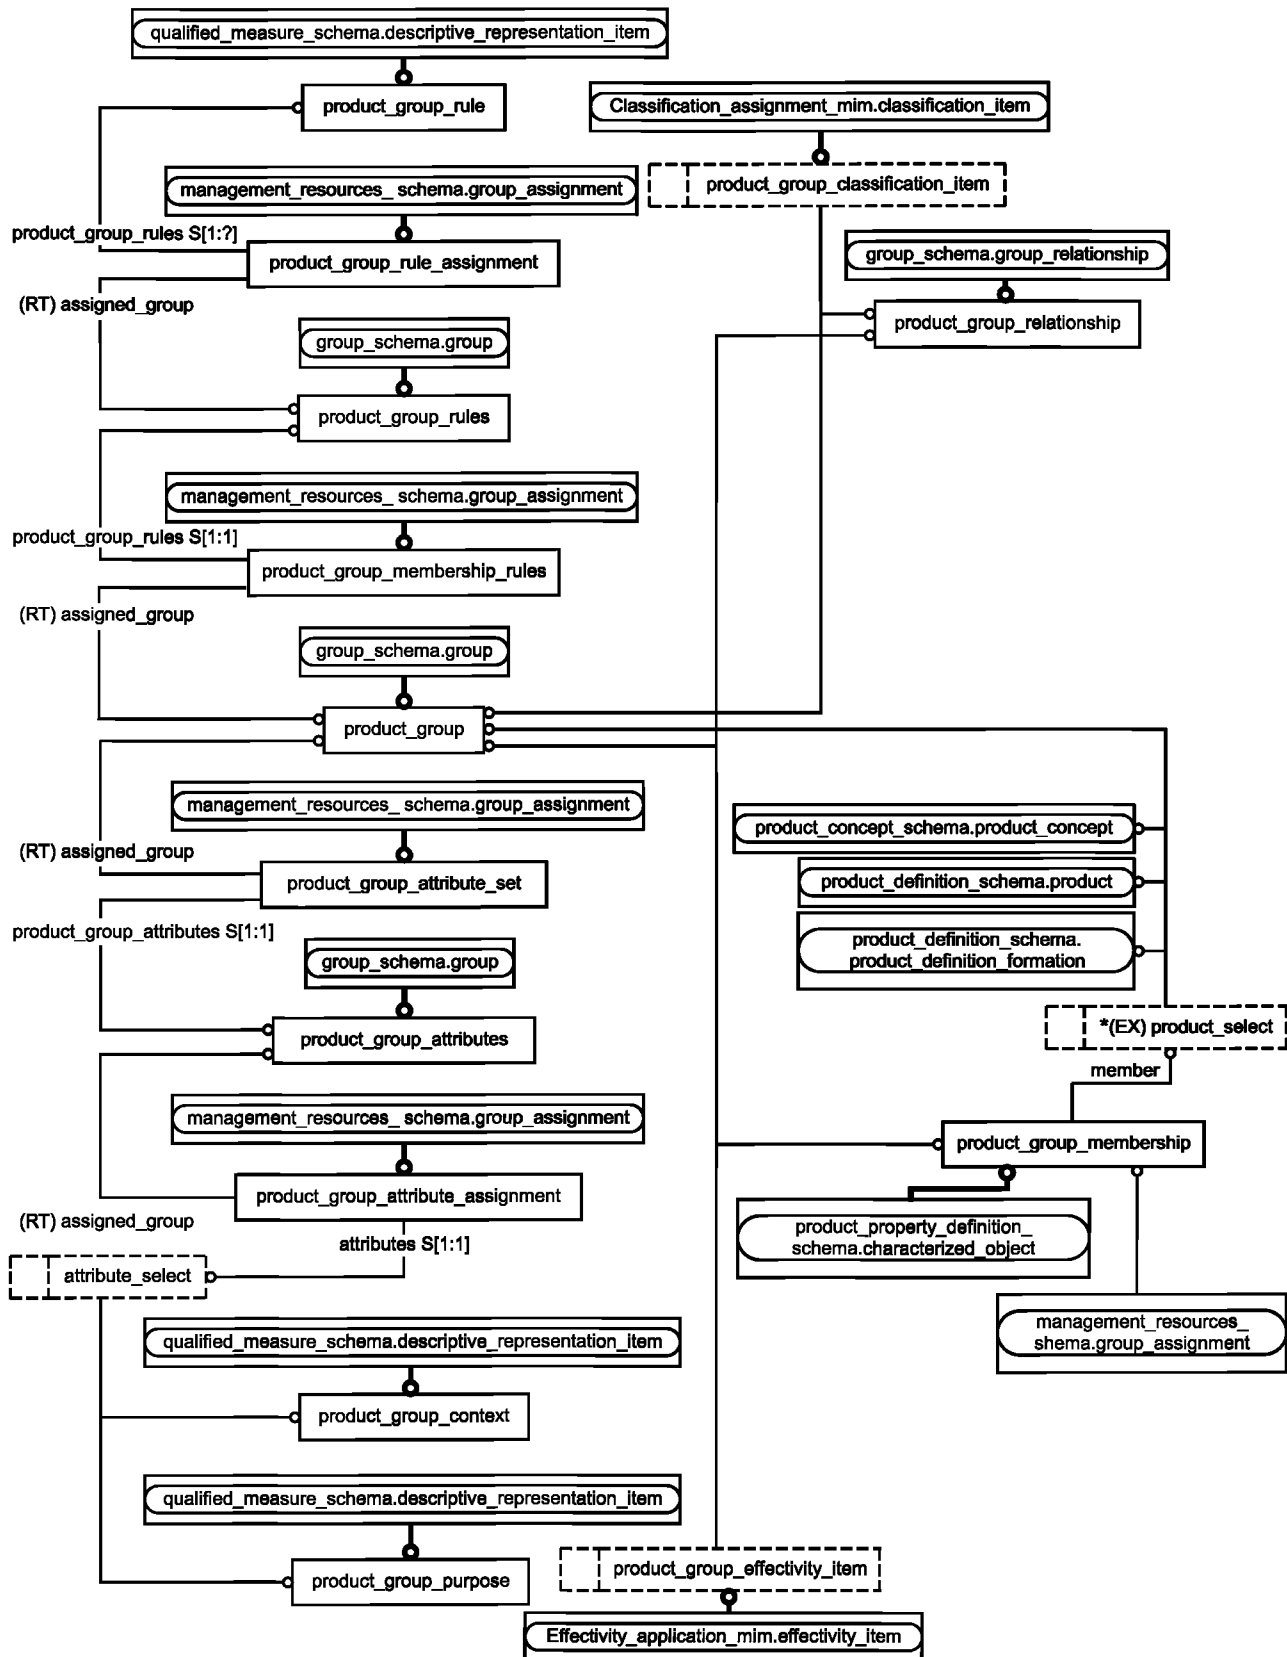 qualified_measure_schema.descriptive_representation_item
product_group_rule
Classification_assignment_mim.classification_item
product_group_classification_item
management_resources_ schema.group_assignment
product_group_rules S[1:?]
product_group_rule_assignment
group_schema.group_relationship
(RT) assigned_group
product_group_relationship
group_schema.group
product_group_rules
management_resources_ schema.group_assignment
product_group_rules S[1:1]
product_group_membership_rules
(RT) assigned_group
group_schema.group
product_group
management_resources_ schema.group_assignment
product_concept_schema.product_concept
(RT) assigned_group
product_group_attribute_set
product_definition_schema.product
product_group_attributes S[1:1]
product_definition_schema.
product_definition_formation
group_schema.group
product_group_attributes
*(EX) product_select
member
management_resources_ schema.group_assignment
product_group_membership
product_group_attribute_assignment
(RT) assigned_group
product_property_definition_
schema.characterized_object
attributes S[1:1]
attribute_select
management_resources_
shema.group_assignment
qualified_measure_schema.descriptive_representation_item
product_group_context
qualified_measure_schema.descriptive_representation_item
product_group_purpose
product_group_effectivity_item
Effectivity_application_mim.effectivity_item